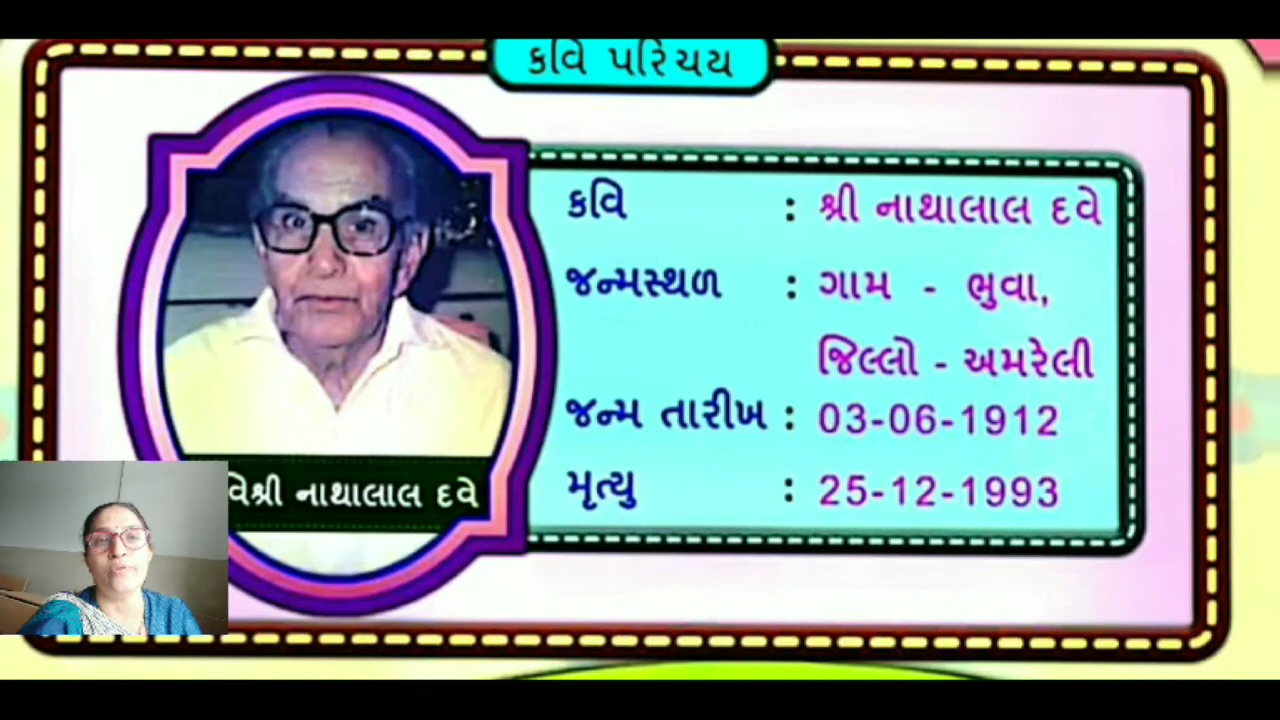 કવિ પરિચય
કવિ : શ્રી નાથાલાલ દવે
જન્મસ્થળ : ગામ - ભુવા,
જિલ્લો - અમરેલી
જન્મ તારીખ : 03-06-1912
મૃત્યુ : 25-12-1993
વિશ્રી નાથાલાલ દવે